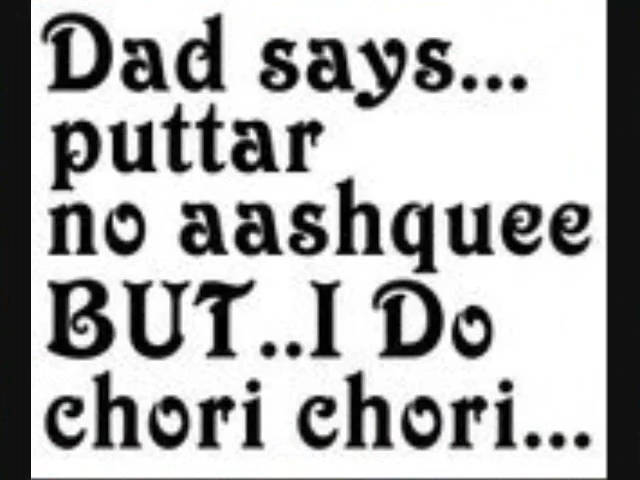 Dad says...
puttar
no aashquee
BUT..I Do
chori chori...